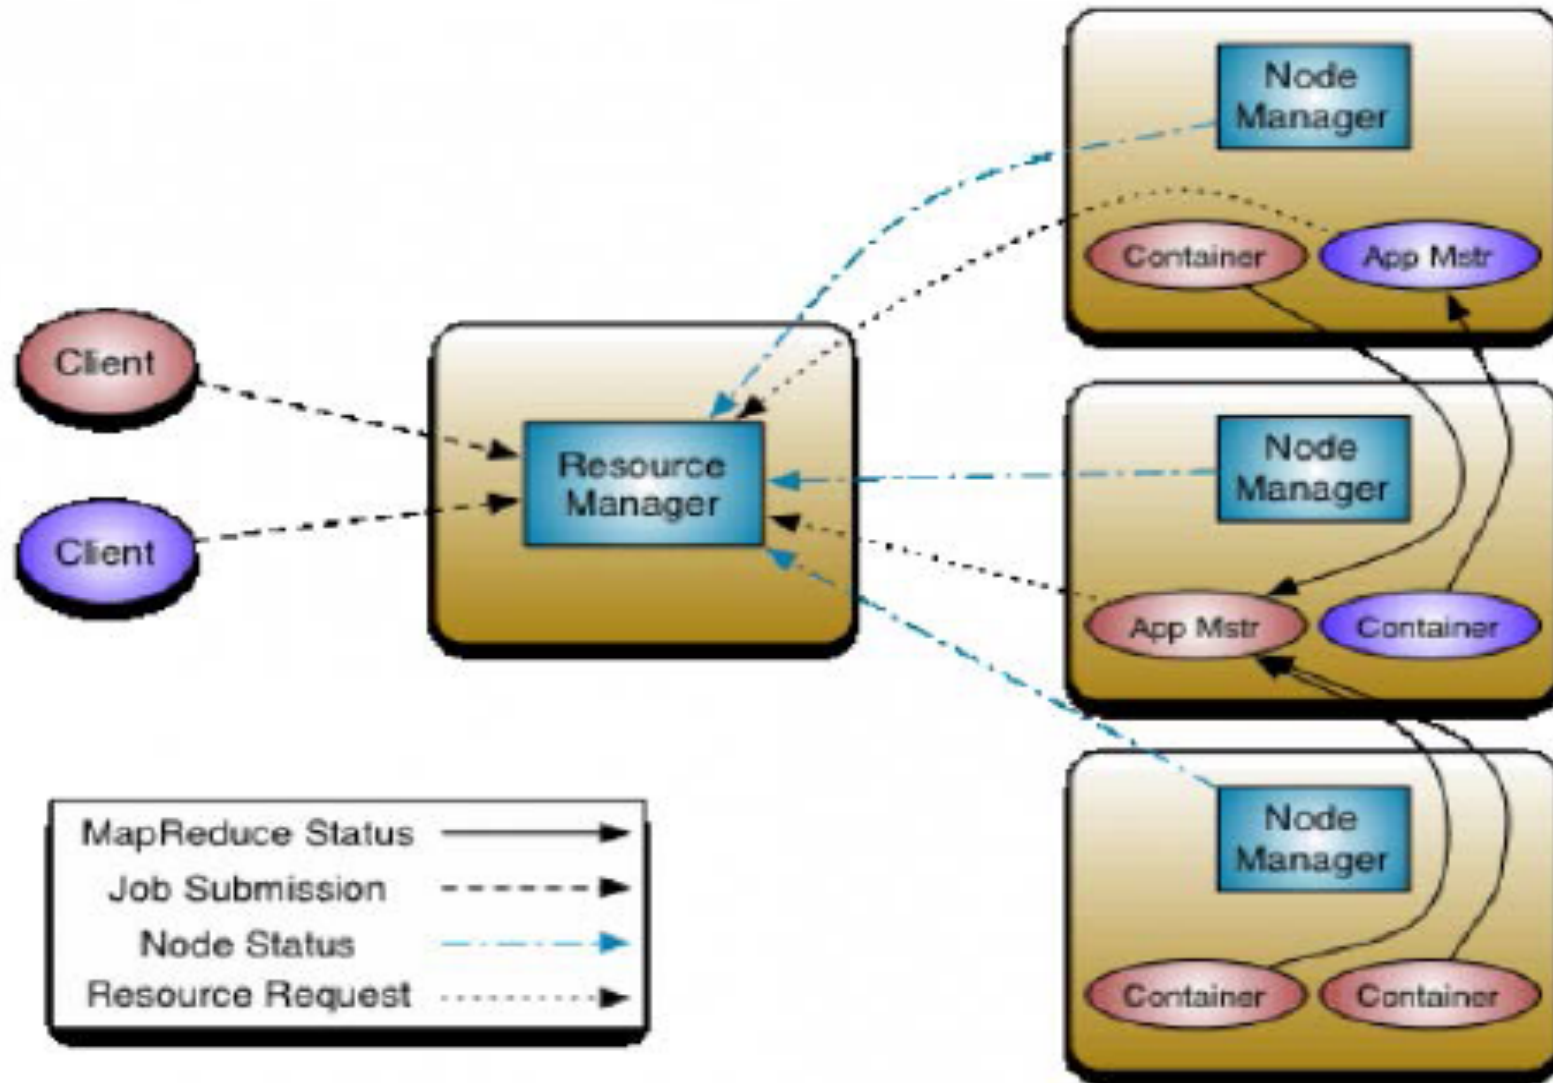 Node
Manager
Container
App Mstr
Client
Client
Resource
Manager
Node
Manager
App Mstr
Container
Node
Manager
Container
Container
MapReduce Status
Job Submission
Node Status
Resource Request